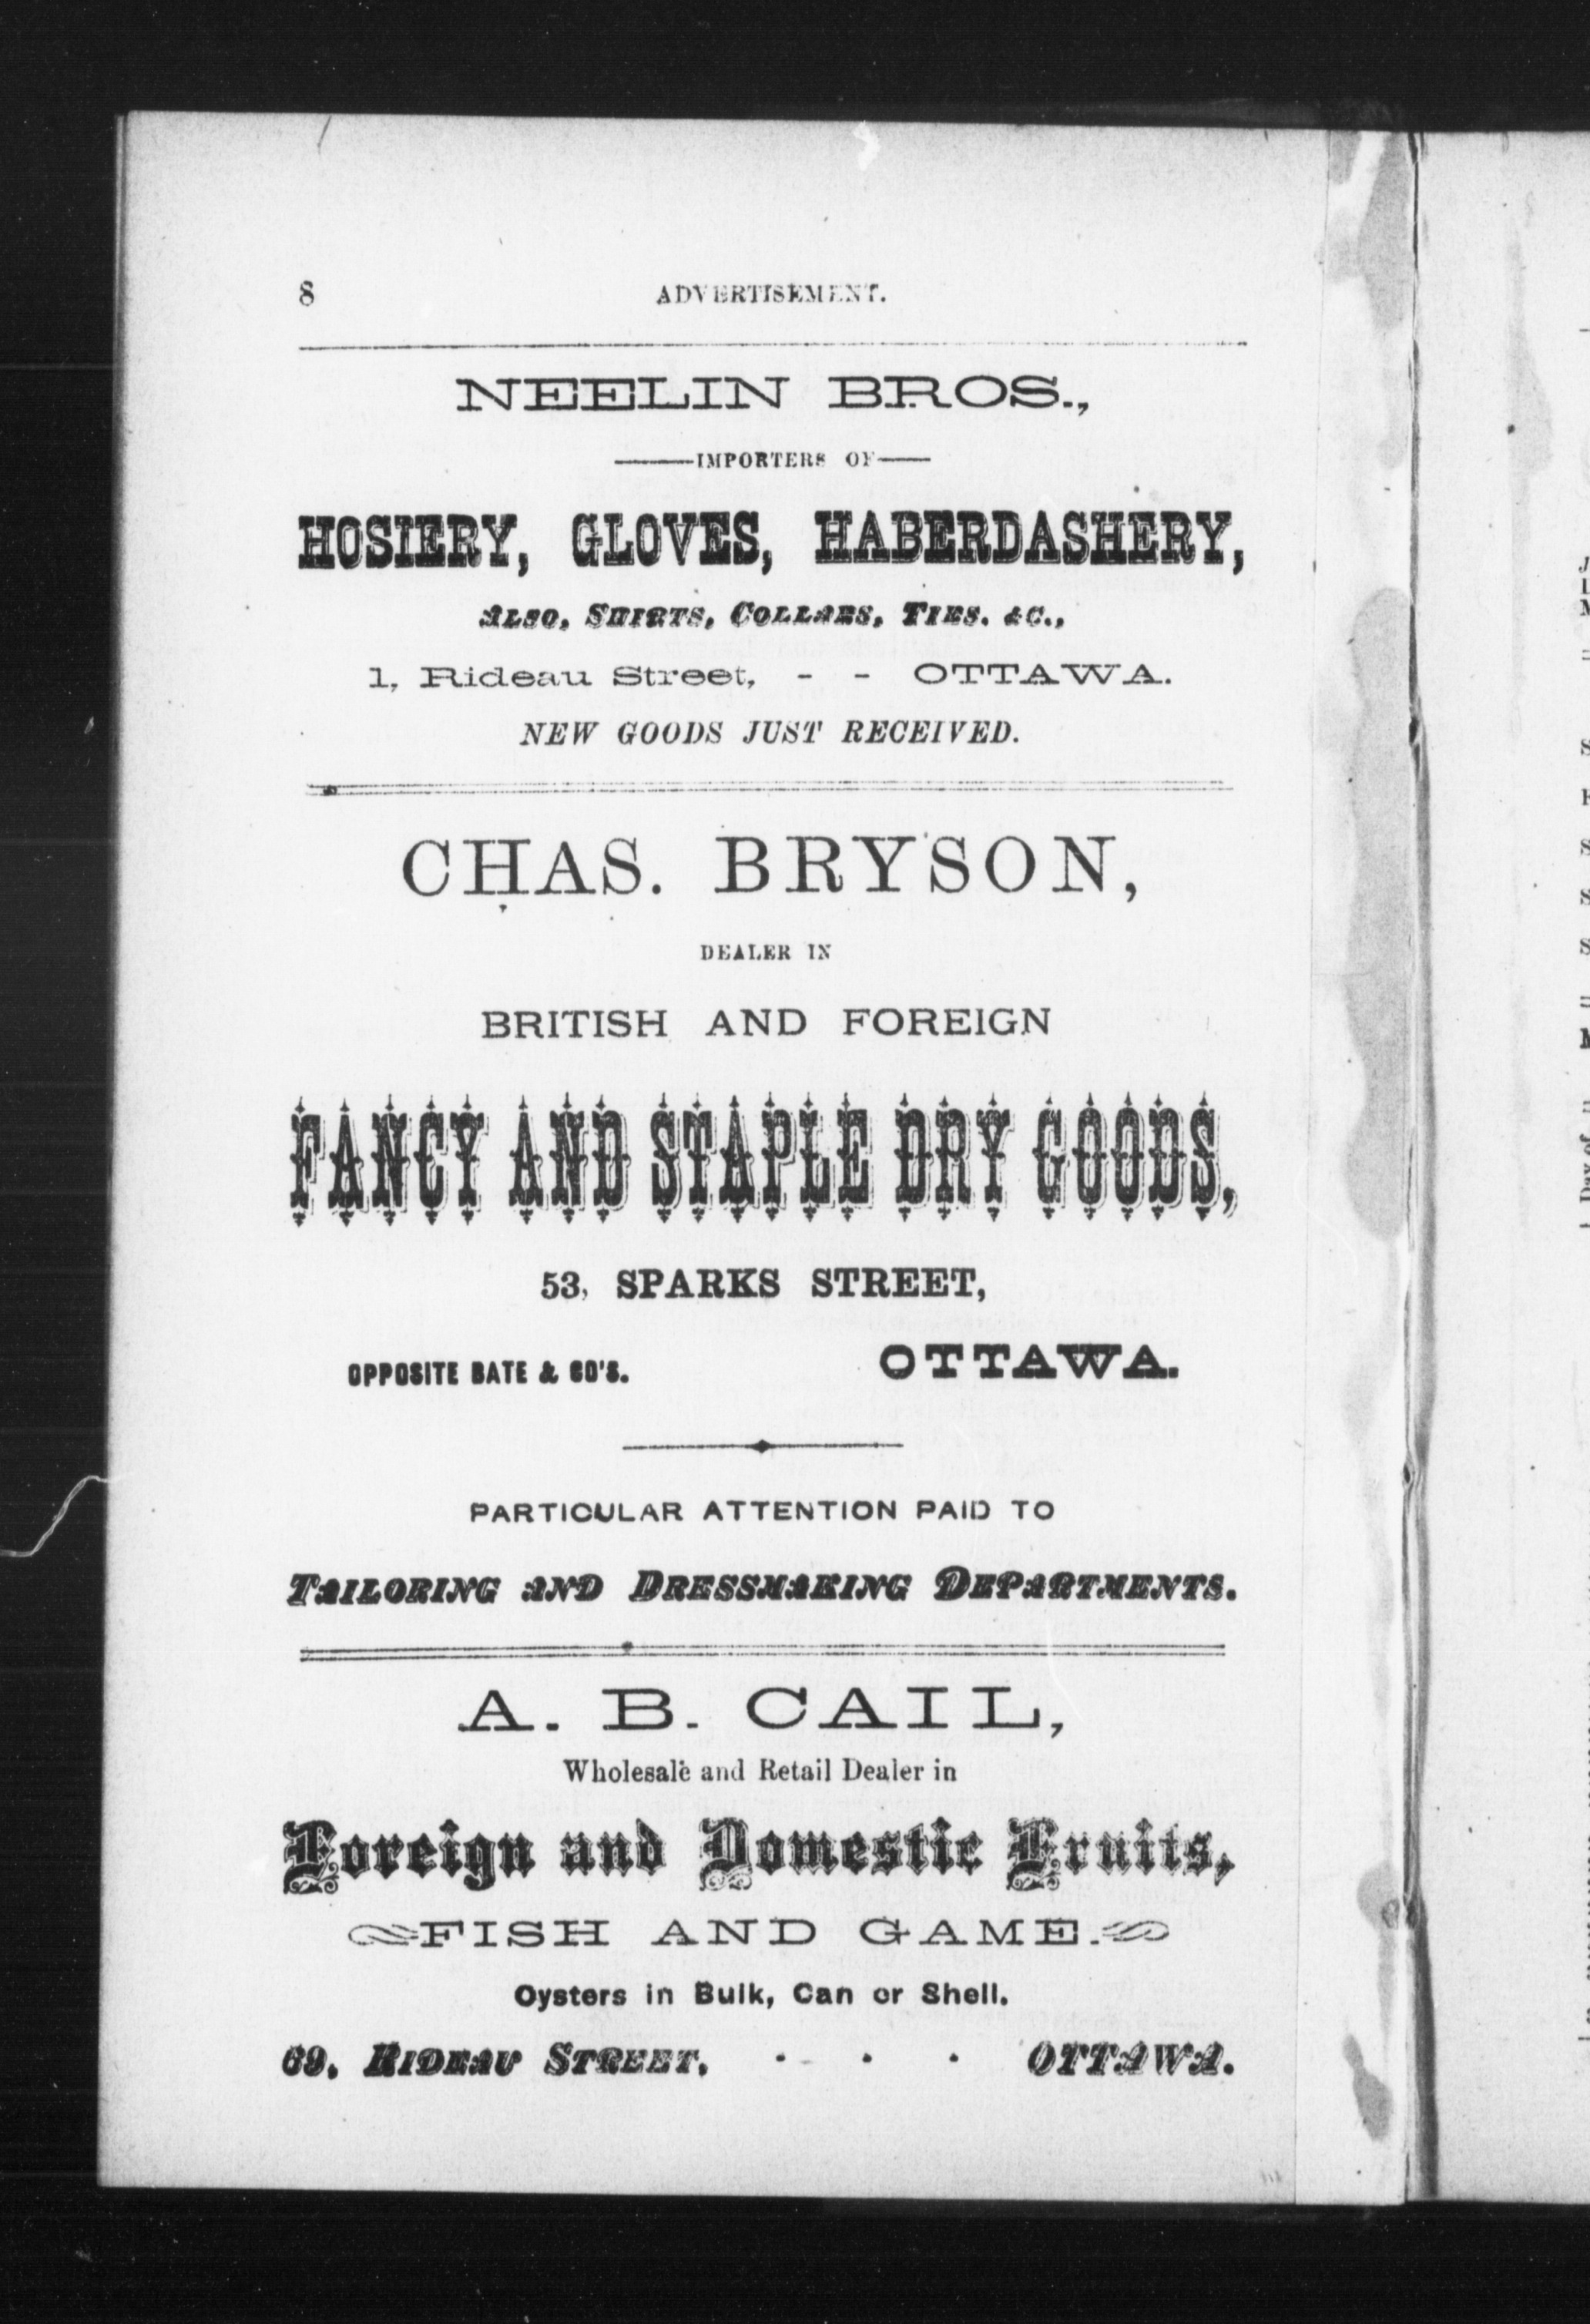 8 ADVERTISEMENT.
NEELIN BROS.,
IMPORTERS OF
HOSIERY, GLOVES, HABERDASHERY,
ALSO, SHIRTS, COLLARS, TIES. &C.,
1, Rideau Street, - - OTTAWA.
NEW GOODS JUST RECEIVED.
CHAS. BRYSON,
DEALER IN
BRITISH AND FOREIGN
FANCY AND STAPLE DRY GOODS,
53, SPARKS STREET,
OPPOSITE BATE & CO'S. OTTAWA.
PARTICULAR ATTENTION PAID TO
TAILORING AND DRESSMAKING DEPARTMENTS.
A. B. CAIL,
Wholesale and Retail Dealer in
Foreign and Domestic Fruits,
FISH AND GAME.
Oysters in Bulk, Can or Shell.
69, RIDEAU STREET, - - - OTTAWA.